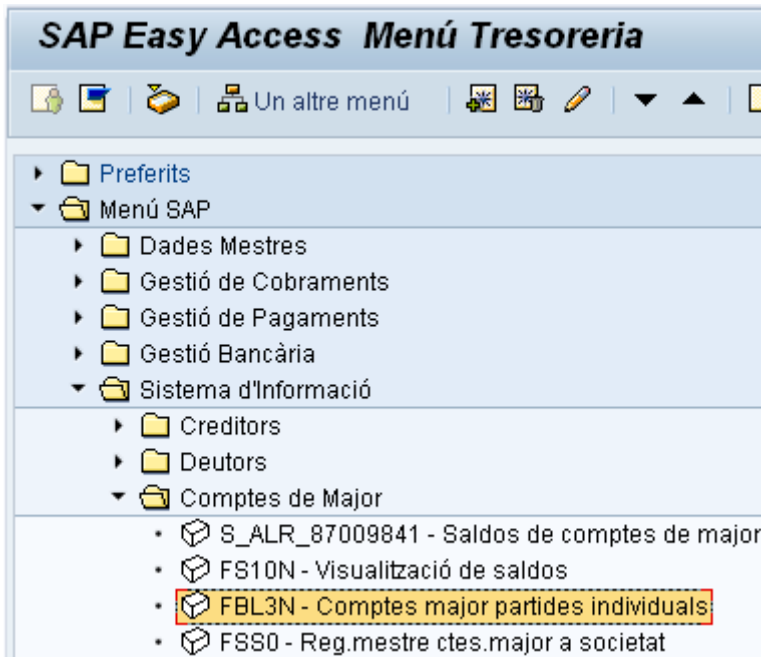 SAP Easy Access Menú Tresoreria
Un altre menú
Preferits
Menú SAP
Dades Mestres
Gestió de Cobraments
Gestió de Pagaments
Gestió Bancària
Sistema d'Informació
Creditors
Deutors
Comptes de Major
S_ALR_87009841 - Saldos de comptes de major
FS10N - Visualització de saldos
FBL3N - Comptes major partides individuals
FSS0 - Reg.mestre ctes.major a societat